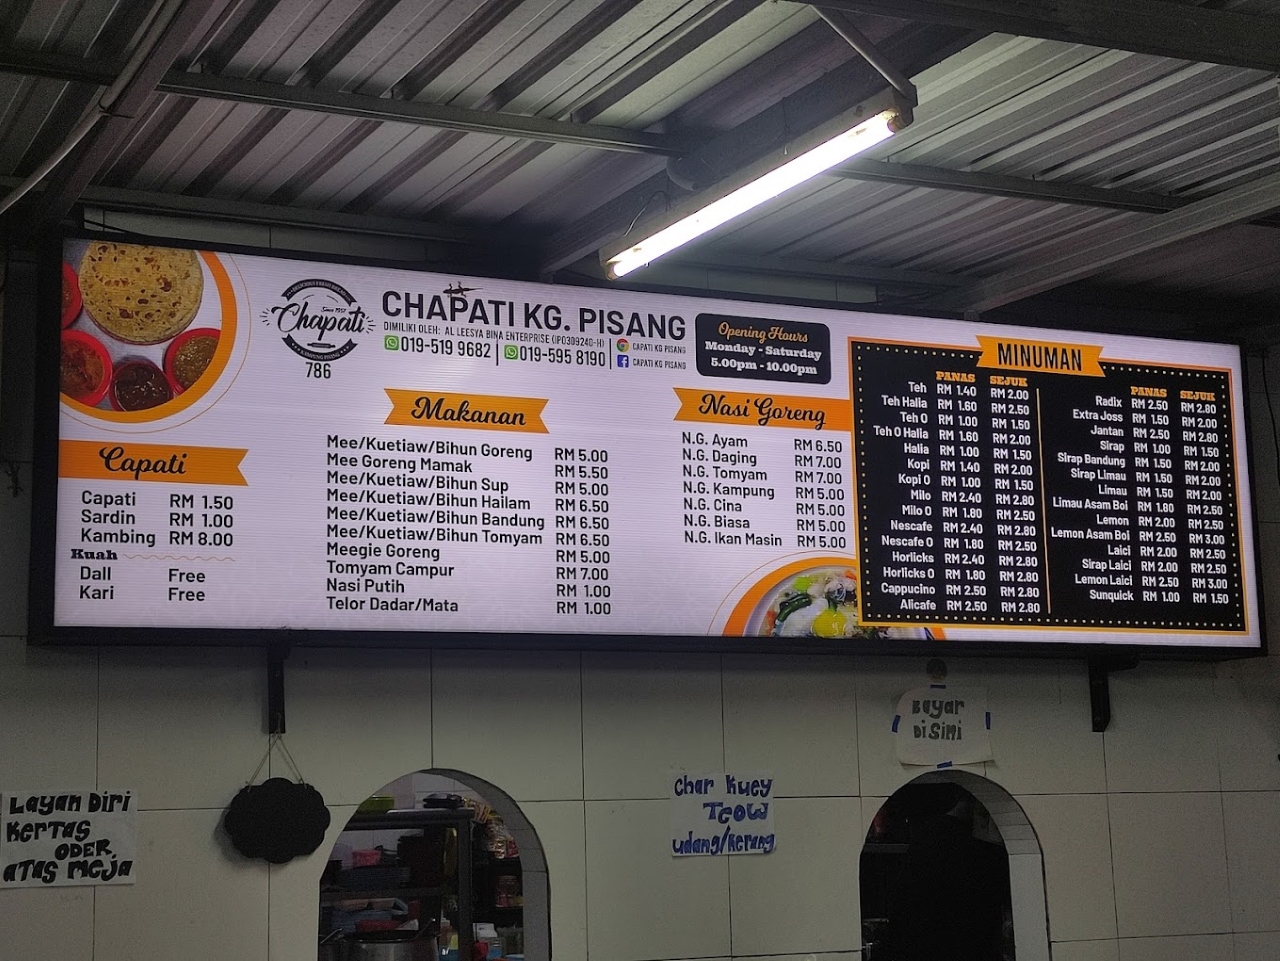 Since 1957
Chapati
KAMPUNG PISANG
786
CHAPATI KG. PISANG
DIMILIKI OLEH: AL LEESYA BINA ENTERPRISE (IP0309240-H)
019-519 9682
019-595 8190
CAPATI KG PISANG
CAPATI KG PISANG
Opening Hours
Monday - Saturday
5.00pm - 10.00pm
Capati
Capati RM 1.50
Sardin RM 1.00
Kambing RM 8.00
Kuah
Dall Free
Kari Free
Makanan
Mee/Kuetiaw/Bihun Goreng RM 5.00
Mee Goreng Mamak RM 5.50
Mee/Kuetiaw/Bihun Sup RM 5.00
Mee/Kuetiaw/Bihun Hailam RM 6.50
Mee/Kuetiaw/Bihun Bandung RM 6.50
Mee/Kuetiaw/Bihun Tomyam RM 6.50
Meegie Goreng RM 5.00
Tomyam Campur RM 7.00
Nasi Putih RM 1.00
Telor Dadar/Mata RM 1.00
Nasi Goreng
N.G. Ayam RM 6.50
N.G. Daging RM 7.00
N.G. Tomyam RM 7.00
N.G. Kampung RM 5.00
N.G. Cina RM 5.00
N.G. Biasa RM 5.00
N.G. Ikan Masin RM 5.00
MINUMAN
PANAS SEJUK
Teh RM 1.40 RM 2.00
Teh Halia RM 1.60 RM 2.50
Teh O RM 1.00 RM 1.50
Teh O Halia RM 1.60 RM 2.00
Halia RM 1.00 RM 1.50
Kopi RM 1.40 RM 2.00
Kopi O RM 1.00 RM 1.50
Milo RM 2.40 RM 2.80
Milo O RM 1.80 RM 2.50
Nescafe RM 2.40 RM 2.80
Nescafe O RM 1.80 RM 2.50
Horlicks RM 2.40 RM 2.80
Horlicks O RM 1.80 RM 2.80
Cappucino RM 2.50 RM 2.50
Alicafe RM 2.50 RM 2.80
PANAS SEJUK
Radix RM 2.50 RM 2.80
Extra Joss RM 1.50 RM 2.00
Jantan RM 2.50 RM 2.80
Sirap RM 1.00 RM 1.50
Sirap Bandung RM 1.50 RM 2.00
Sirap Limau RM 1.50 RM 2.00
Limau RM 1.50 RM 2.00
Limau Asam Boi RM 1.80 RM 2.50
Lemon RM 2.00 RM 2.50
Lemon Asam Boi RM 2.50 RM 3.00
Laici RM 2.00 RM 2.50
Sirap Laici RM 2.00 RM 2.50
Lemon Laici RM 2.50 RM 3.00
Sunquick RM 1.00 RM 1.50
Bayar
Di Sini
Layan Diri
Kertas
ODER
atas meja
Char Kuey
Teow
udang/kerang